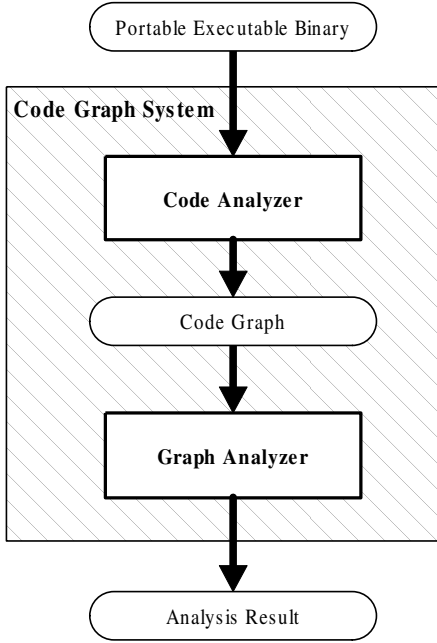 Portable Executable Binary
Code Graph System
Code Analyzer
Code Graph
Graph Analyzer
Analysis Result